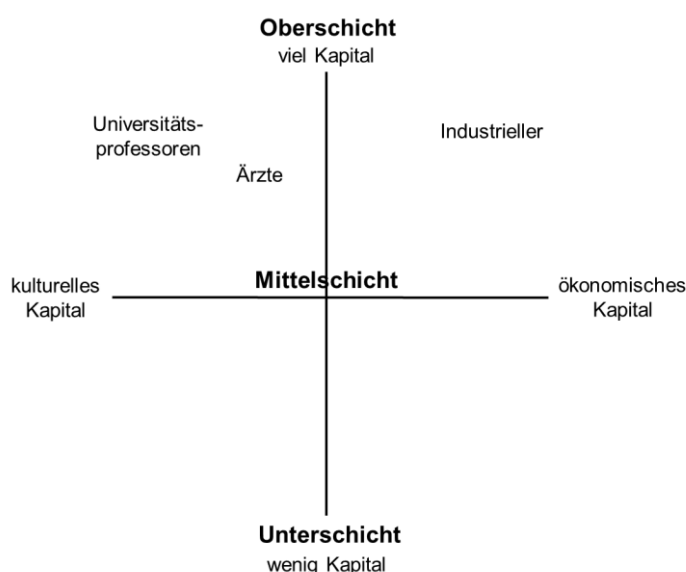 Oberschicht
viel Kapital
Universitäts-
professoren
Industrieller
Ärzte
Mittelschicht
kulturelles
Kapital
ökonomisches
Kapital
Unterschicht
wenig Kapital